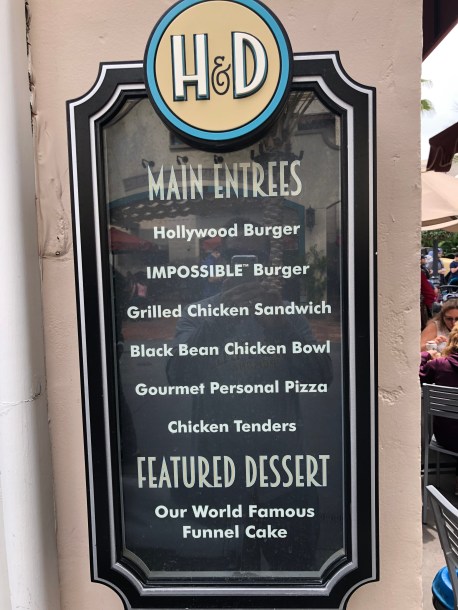 H&D
MAIN ENTREES
Hollywood Burger
IMPOSSIBLE™ Burger
Grilled Chicken Sandwich
Black Bean Chicken Bowl
Gourmet Personal Pizza
Chicken Tenders
FEATURED DESSERT
Our World Famous
Funnel Cake